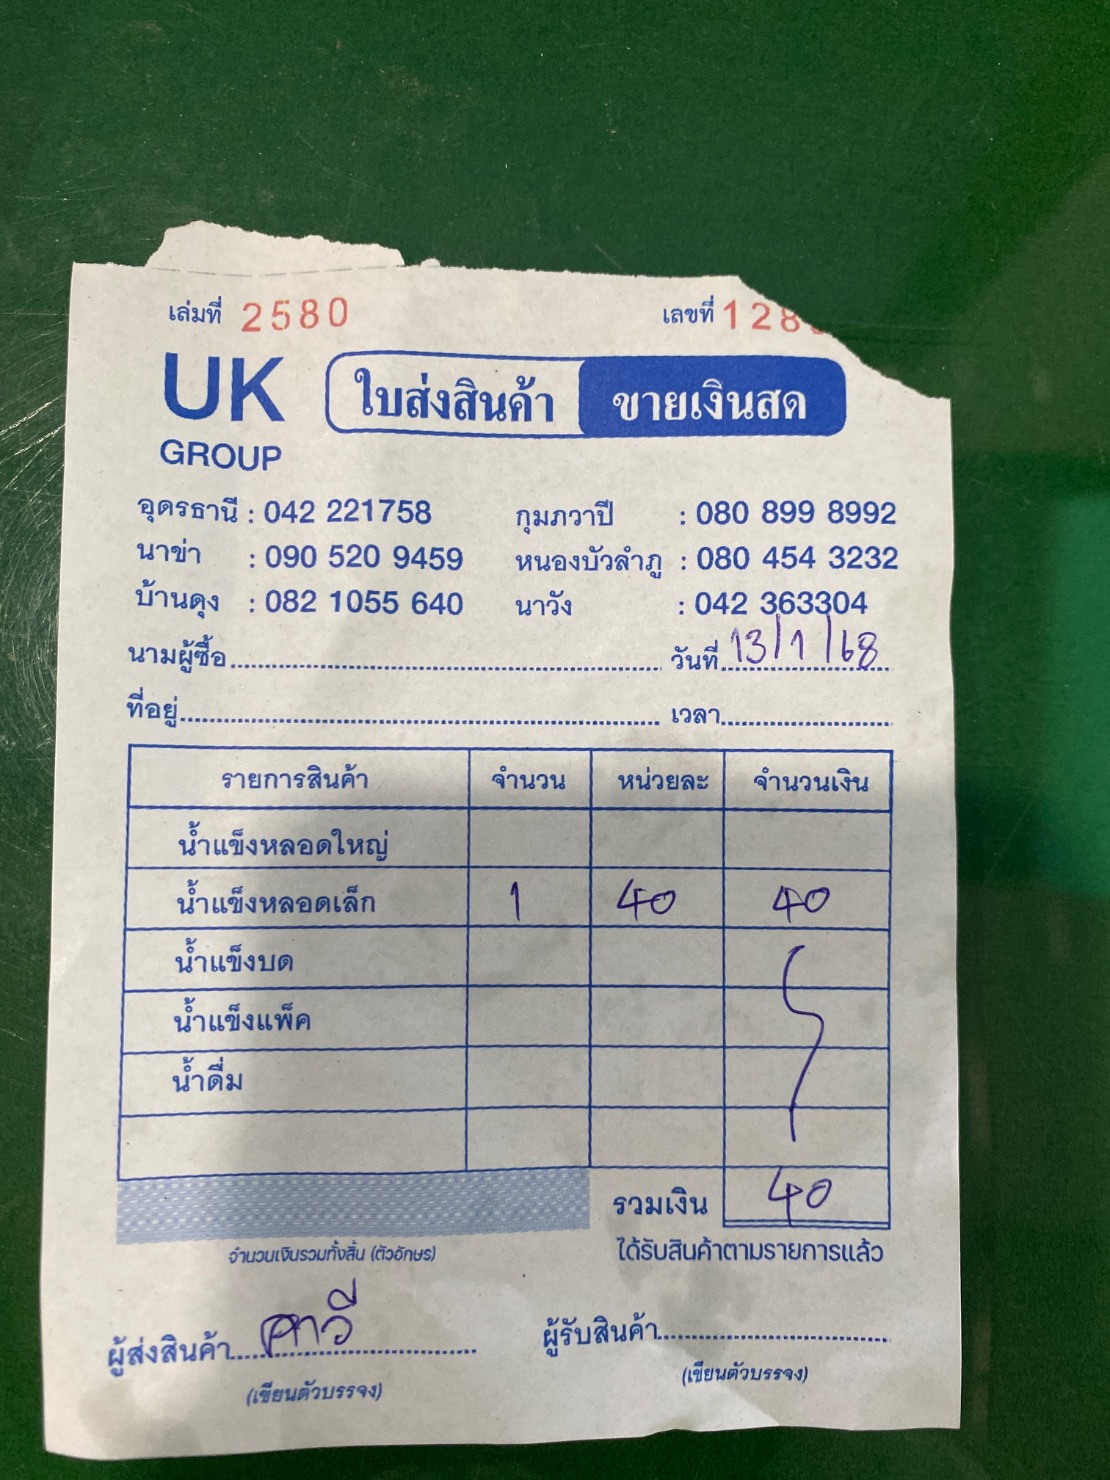 เล่มที่ 2580 เลขที่ 128
UK GROUP
ใบส่งสินค้า ขายเงินสด
อุดรธานี : 042 221758 กุมภวาปี : 080 899 8992
นาข่า : 090 520 9459 หนองบัวลำภู : 080 454 3232
บ้านดุง : 082 1055 640 นาวัง : 042 363304
นามผู้ซื้อ วันที่ 13/1/68
ที่อยู่ เวลา
รายการสินค้า จำนวน หน่วยละ จำนวนเงิน
น้ำแข็งหลอดใหญ่
น้ำแข็งหลอดเล็ก 1 40 40
น้ำแข็งบด
น้ำแข็งแพ็ค
น้ำดื่ม
รวมเงิน 40
จำนวนเงินรวมทั้งสิ้น (ตัวอักษร) ได้รับสินค้าตามรายการแล้ว
ผู้ส่งสินค้า ผู้รับสินค้า
(เขียนตัวบรรจง) (เขียนตัวบรรจง)